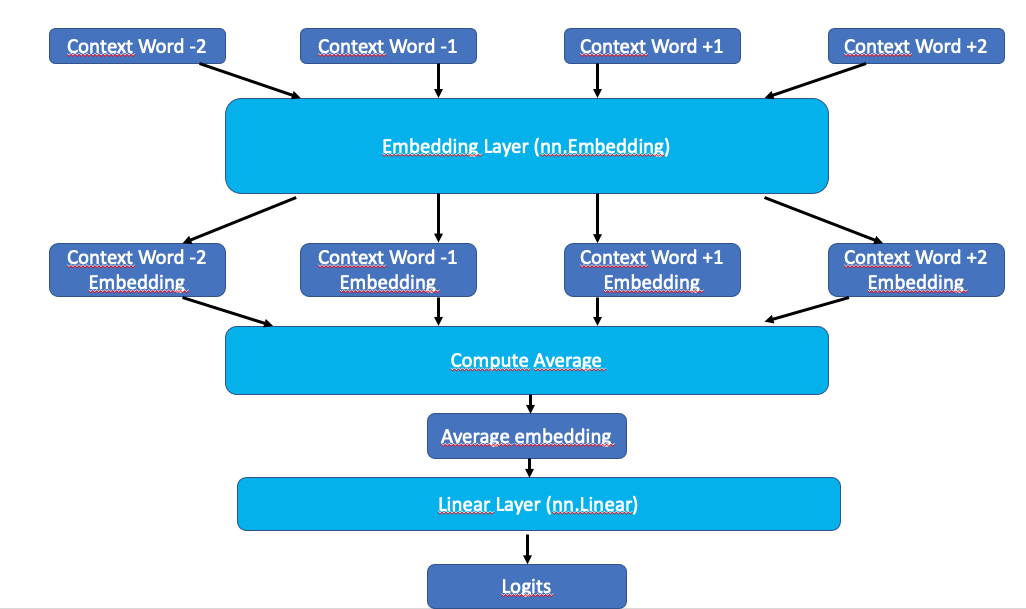 Context Word -2
Context Word -1
Context Word +1
Context Word +2
Embedding Layer (nn.Embedding)
Context Word -2
Embedding
Context Word -1
Embedding
Context Word +1
Embedding
Context Word +2
Embedding
Compute Average
Average embedding
Linear Layer (nn.Linear)
Logits